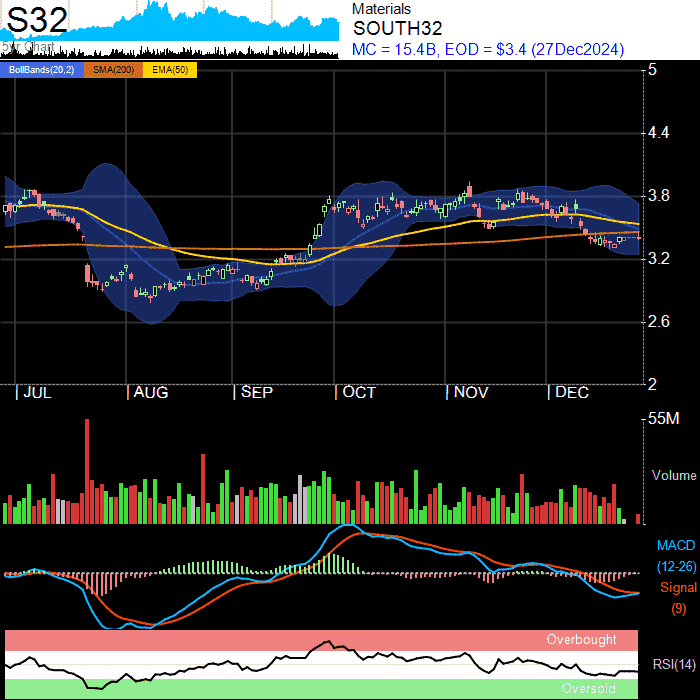 S32
5yr Chart
Materials
SOUTH32
MC = 15.4B, EOD = $3.4 (27Dec2024)
BollBands(20,2) SMA(200) EMA(50)
5
4.4
3.8
3.2
2.6
2
JUL AUG SEP OCT NOV DEC
55M
Volume
MACD
(12-26)
Signal
(9)
Overbought
RSI(14)
Oversold